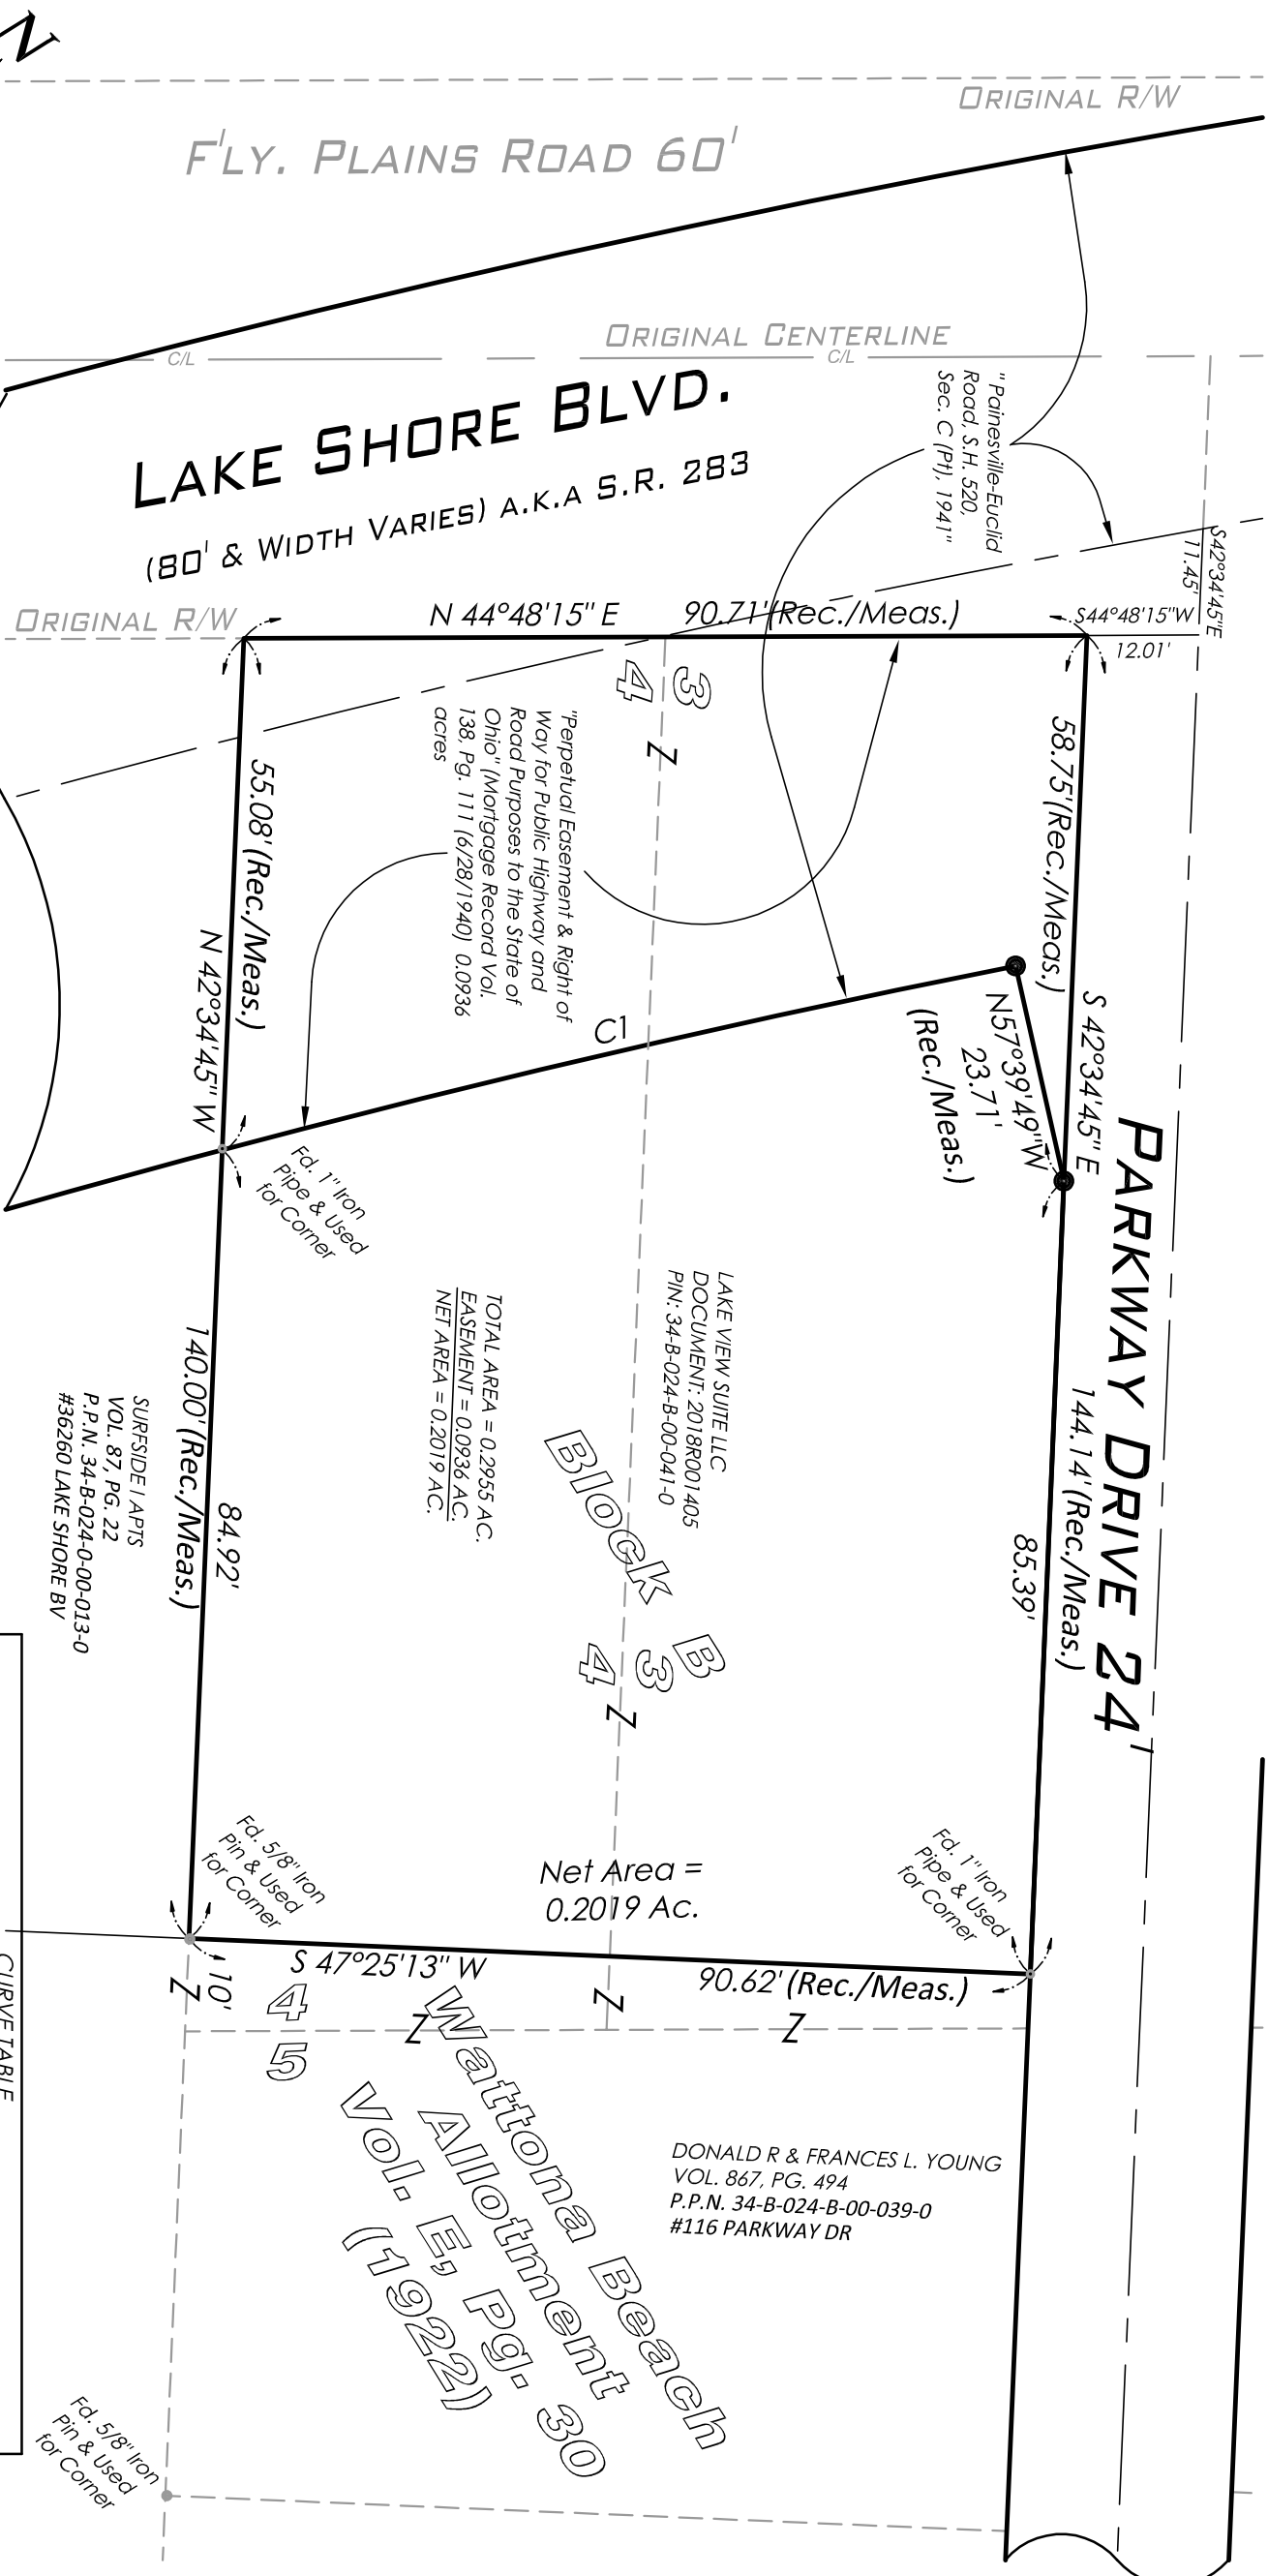 N
ORIGINAL R/W
F'LY. PLAINS ROAD 60'
ORIGINAL CENTERLINE
C/L
C/L
LAKE SHORE BLVD.
(80' & WIDTH VARIES) A.K.A S.R. 283
"Painesville-Euclid
Road, S.H. 520,
Sec. C (Pt), 1941"
S42°34'45"E
11.45'
ORIGINAL R/W
N 44°48'15" E 90.71'(Rec./Meas.)
S44°48'15"W
12.01'
4 3
Z
"Perpetual Easement & Right of
Way for Public Highway and
Road Purposes to the State of
Ohio" (Mortgage Record Vol.
138, Pg. 111 (6/28/1940) 0.0936
acres
55.08' (Rec./Meas.)
N 42°34'45" W
58.75'(Rec./Meas.)
S 42°34'45" E
N57°39'49"W
23.71'
(Rec./Meas.)
C1
Fd. 1" Iron
Pipe & Used
for Corner
PARKWAY DRIVE 24'
LAKE VIEW SUITE LLC
DOCUMENT: 2018R001405
PIN: 34-B-024-B-00-041-0
TOTAL AREA = 0.2955 AC.
EASEMENT = 0.0936 AC.
NET AREA = 0.2019 AC.
140.00' (Rec./Meas.)
84.92'
144.14' (Rec./Meas.)
85.39'
SURFSIDE I APTS
VOL. 87, PG. 22
P.P.N. 34-B-024-0-00-013-0
#36260 LAKE SHORE BV
Block B
4 3
Z
Fd. 5/8" Iron
Pin & Used
for Corner
Net Area =
0.2019 Ac.
Fd. 1" Iron
Pipe & Used
for Corner
S 47°25'13" W 90.62' (Rec./Meas.)
Z
10'
4
5
Z
Z
Z
Wattona Beach
Allotment
Vol. E, Pg. 30
(1922)
DONALD R & FRANCES L. YOUNG
VOL. 867, PG. 494
P.P.N. 34-B-024-B-00-039-0
#116 PARKWAY DR
CURVE TABLE
Fd. 5/8" Iron
Pin & Used
for Corner